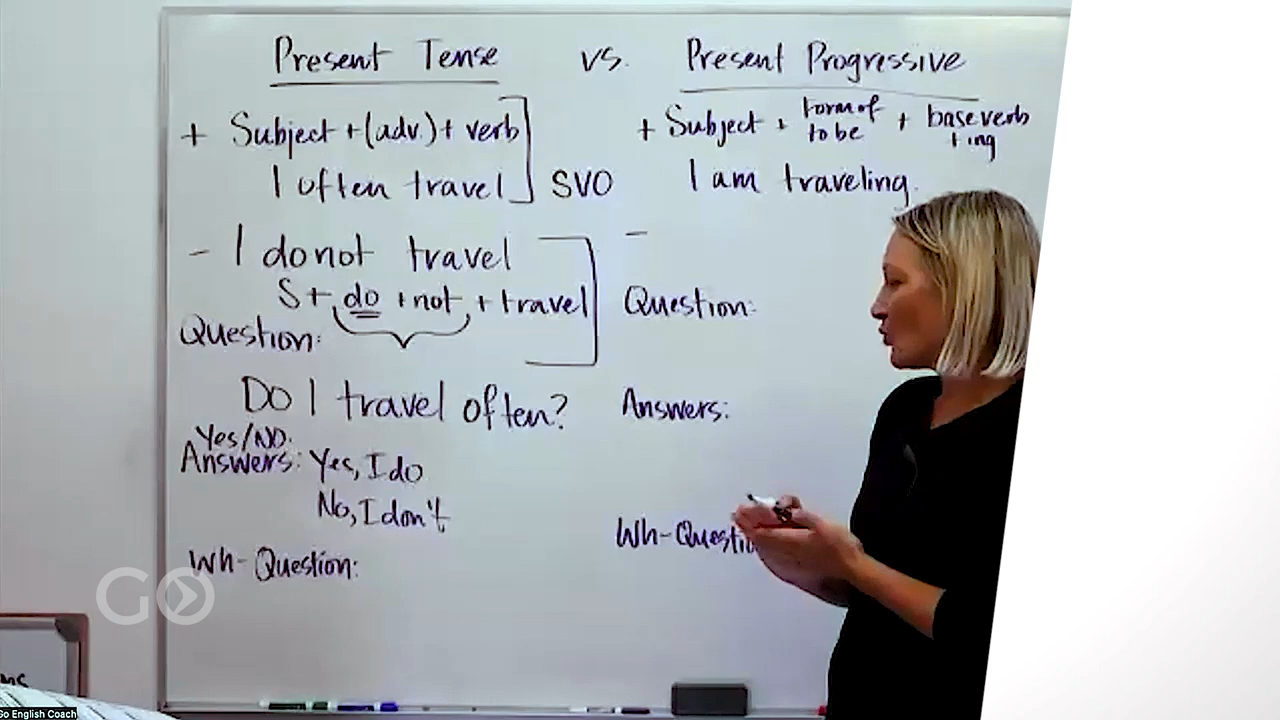 Present Tense vs. Present Progressive
+ Subject + (adv.) + verb
I often travel
SVO
- I do not travel
S + do + not + travel
Question:
Do I travel often?
Yes/No.
Answers: Yes, I do
No, I don't
Wh-Question:
+ Subject + form of to be + base verb + ing
I am traveling.
-
Question:
Answers:
Wh-Questio
GO
Go English Coach